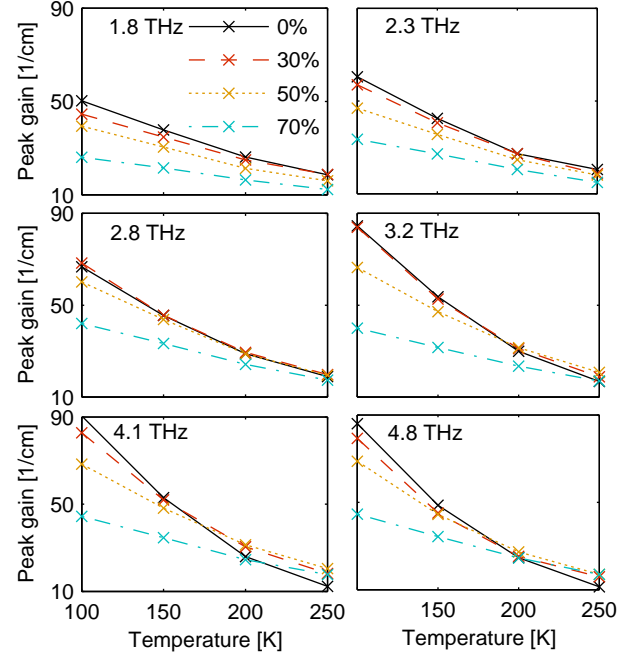 90
1.8 THz
0%
30%
50%
70%
50
10
Peak gain [1/cm]
2.3 THz
90
2.8 THz
50
10
Peak gain [1/cm]
3.2 THz
90
4.1 THz
50
10
Peak gain [1/cm]
4.8 THz
100 150 200 250
Temperature [K]
150 200 250
Temperature [K]